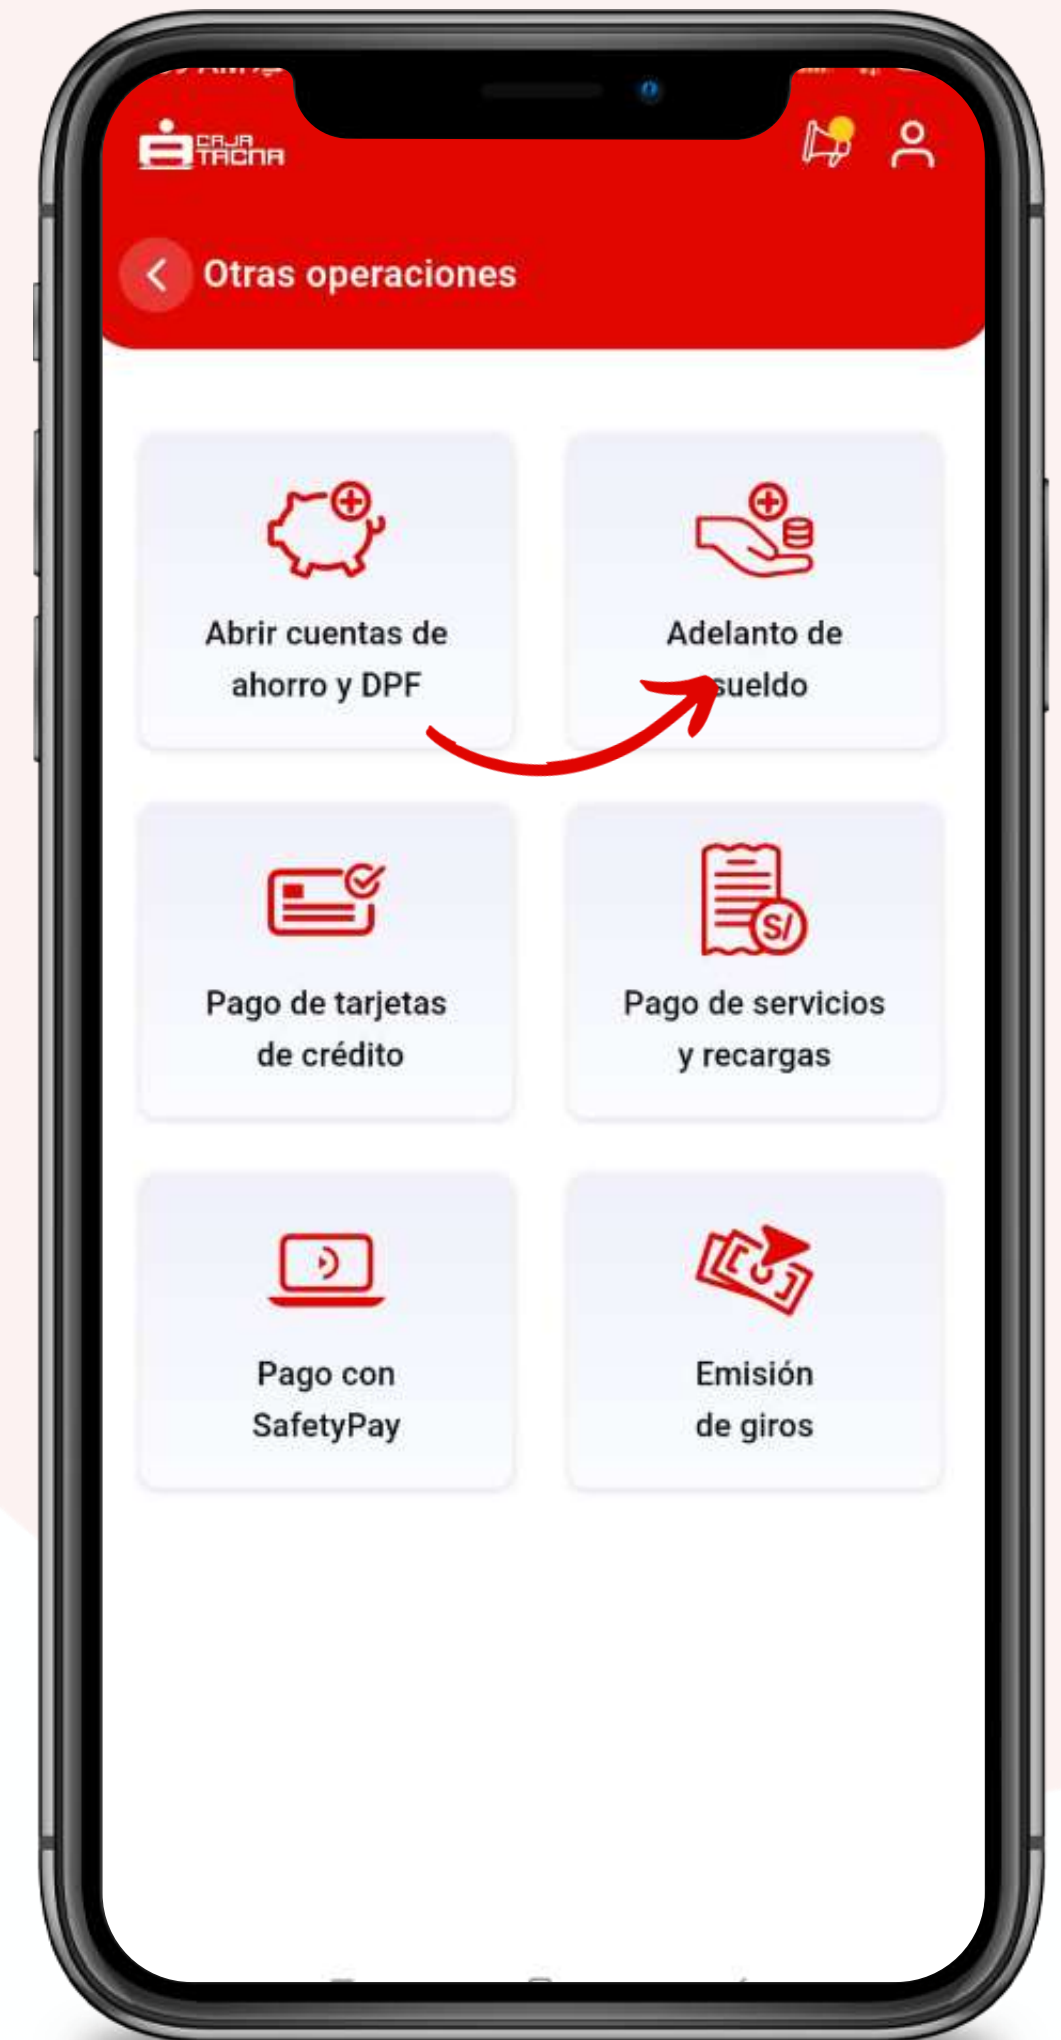 CAJA
TACNA
Otras operaciones
Abrir cuentas de
ahorro y DPF
Adelanto de
sueldo
Pago de tarjetas
de crédito
S/
Pago de servicios
y recargas
Pago con
SafetyPay
Emisión
de giros